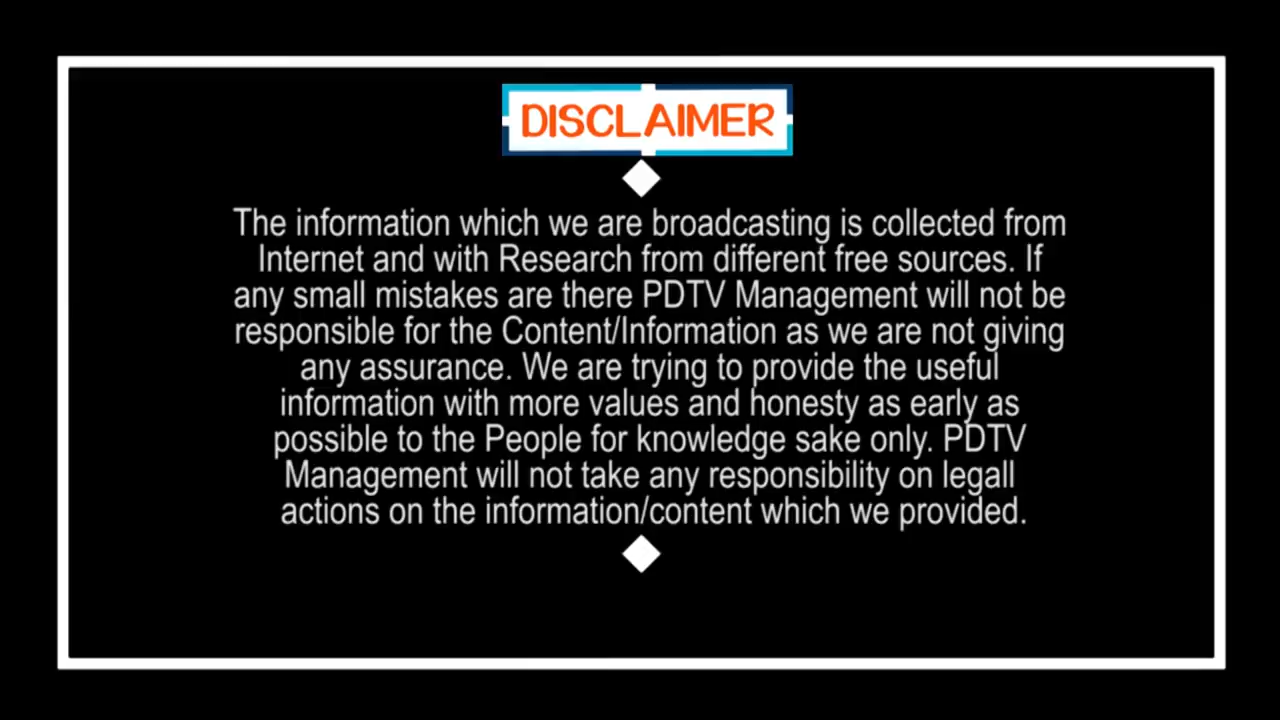 DISCLAIMER
The information which we are broadcasting is collected from
Internet and with Research from different free sources. If
any small mistakes are there PDTV Management will not be
responsible for the Content/Information as we are not giving
any assurance. We are trying to provide the useful
information with more values and honesty as early as
possible to the People for knowledge sake only. PDTV
Management will not take any responsibility on legall
actions on the information/content which we provided.